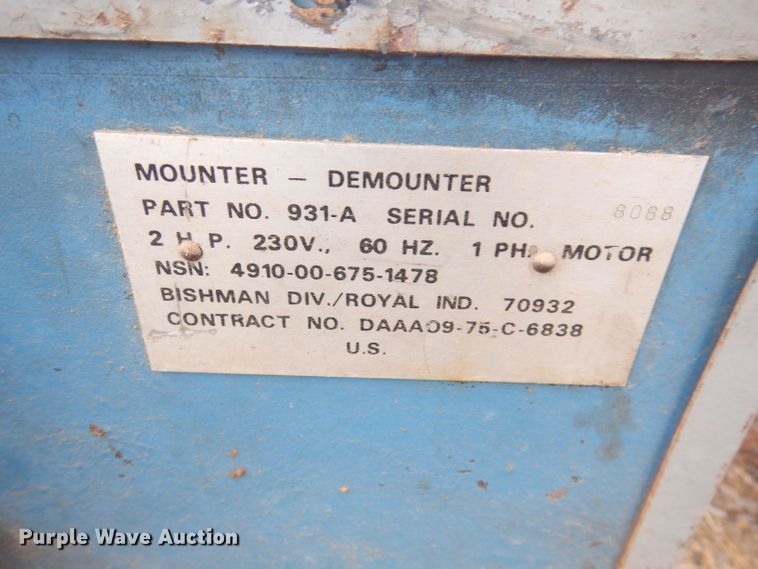 MOUNTER — DEMOUNTER
PART NO. 931-A SERIAL NO. 8088
2 H.P. 230V., 60 HZ. 1 PH. MOTOR
NSN: 4910-00-675-1478
BISHMAN DIV./ROYAL IND. 70932
CONTRACT NO. DAAA09-75-C-6838
U.S.
Purple Wave Auction